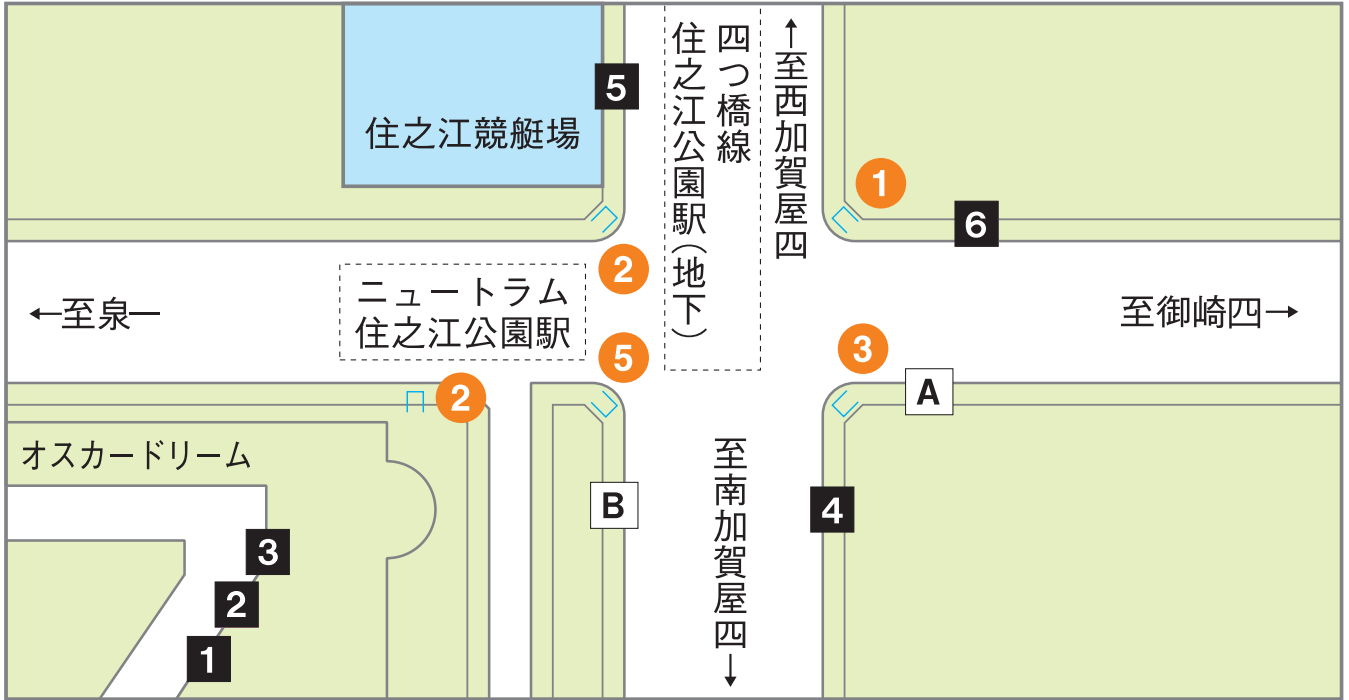 5
住之江競艇場
四つ橋線
住之江公園駅(地下)
↑至西加賀屋四
1
6
2
ニュートラム
住之江公園駅
←至泉一
至御崎四→
5
3
2
A
オスカードリーム
B
4
至南加賀屋四↓
3
2
1